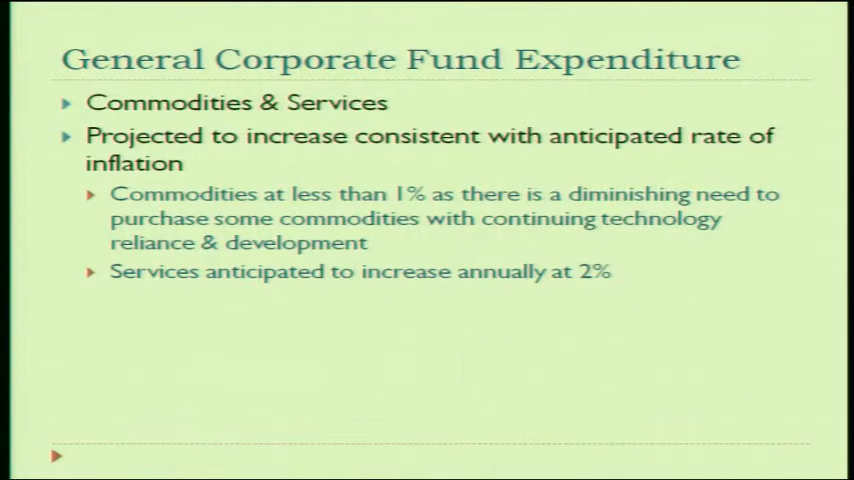 General Corporate Fund Expenditure
Commodities & Services
Projected to increase consistent with anticipated rate of
inflation
Commodities at less than 1% as there is a diminishing need to
purchase some commodities with continuing technology
reliance & development
Services anticipated to increase annually at 2%